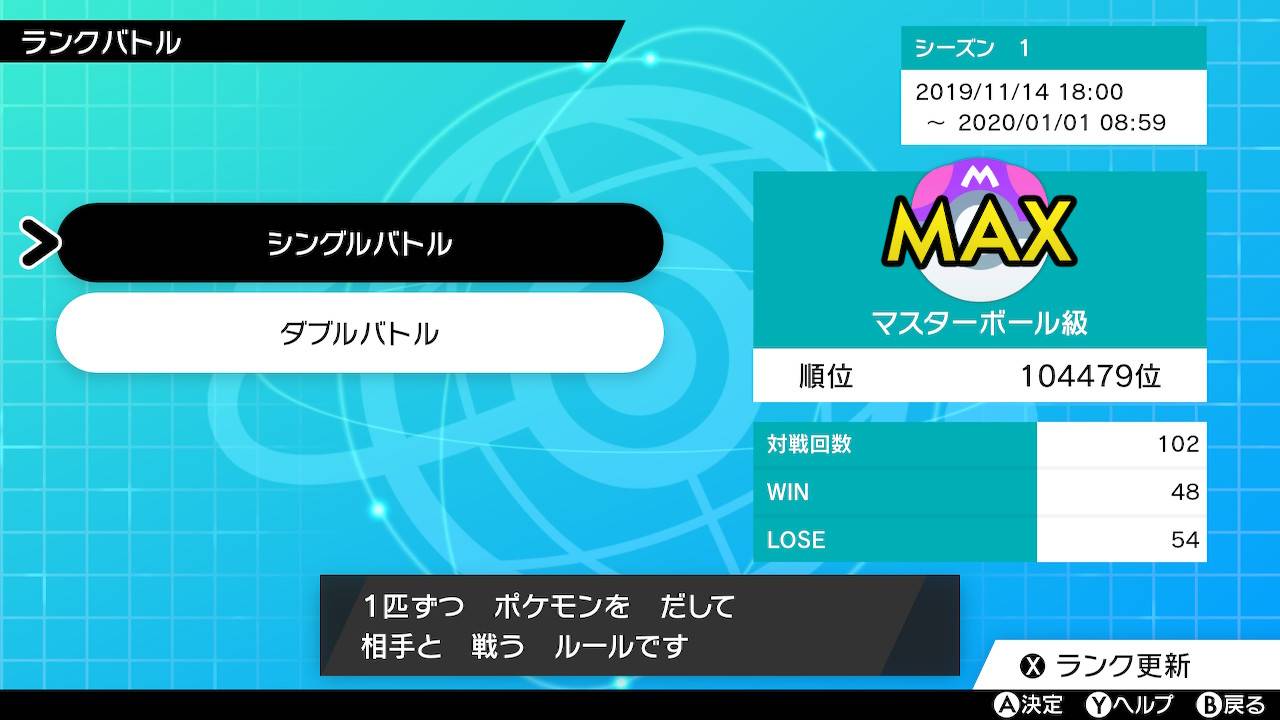 ランクバトル
シーズン　1
2019/11/14 18:00
～ 2020/01/01 08:59
シングルバトル
ダブルバトル
M
MAX
マスターボール級
順位 104479位
対戦回数 102
WIN 48
LOSE 54
1匹ずつ　ポケモンを　だして
相手と　戦う　ルールです
X ランク更新
A決定 Yヘルプ B戻る